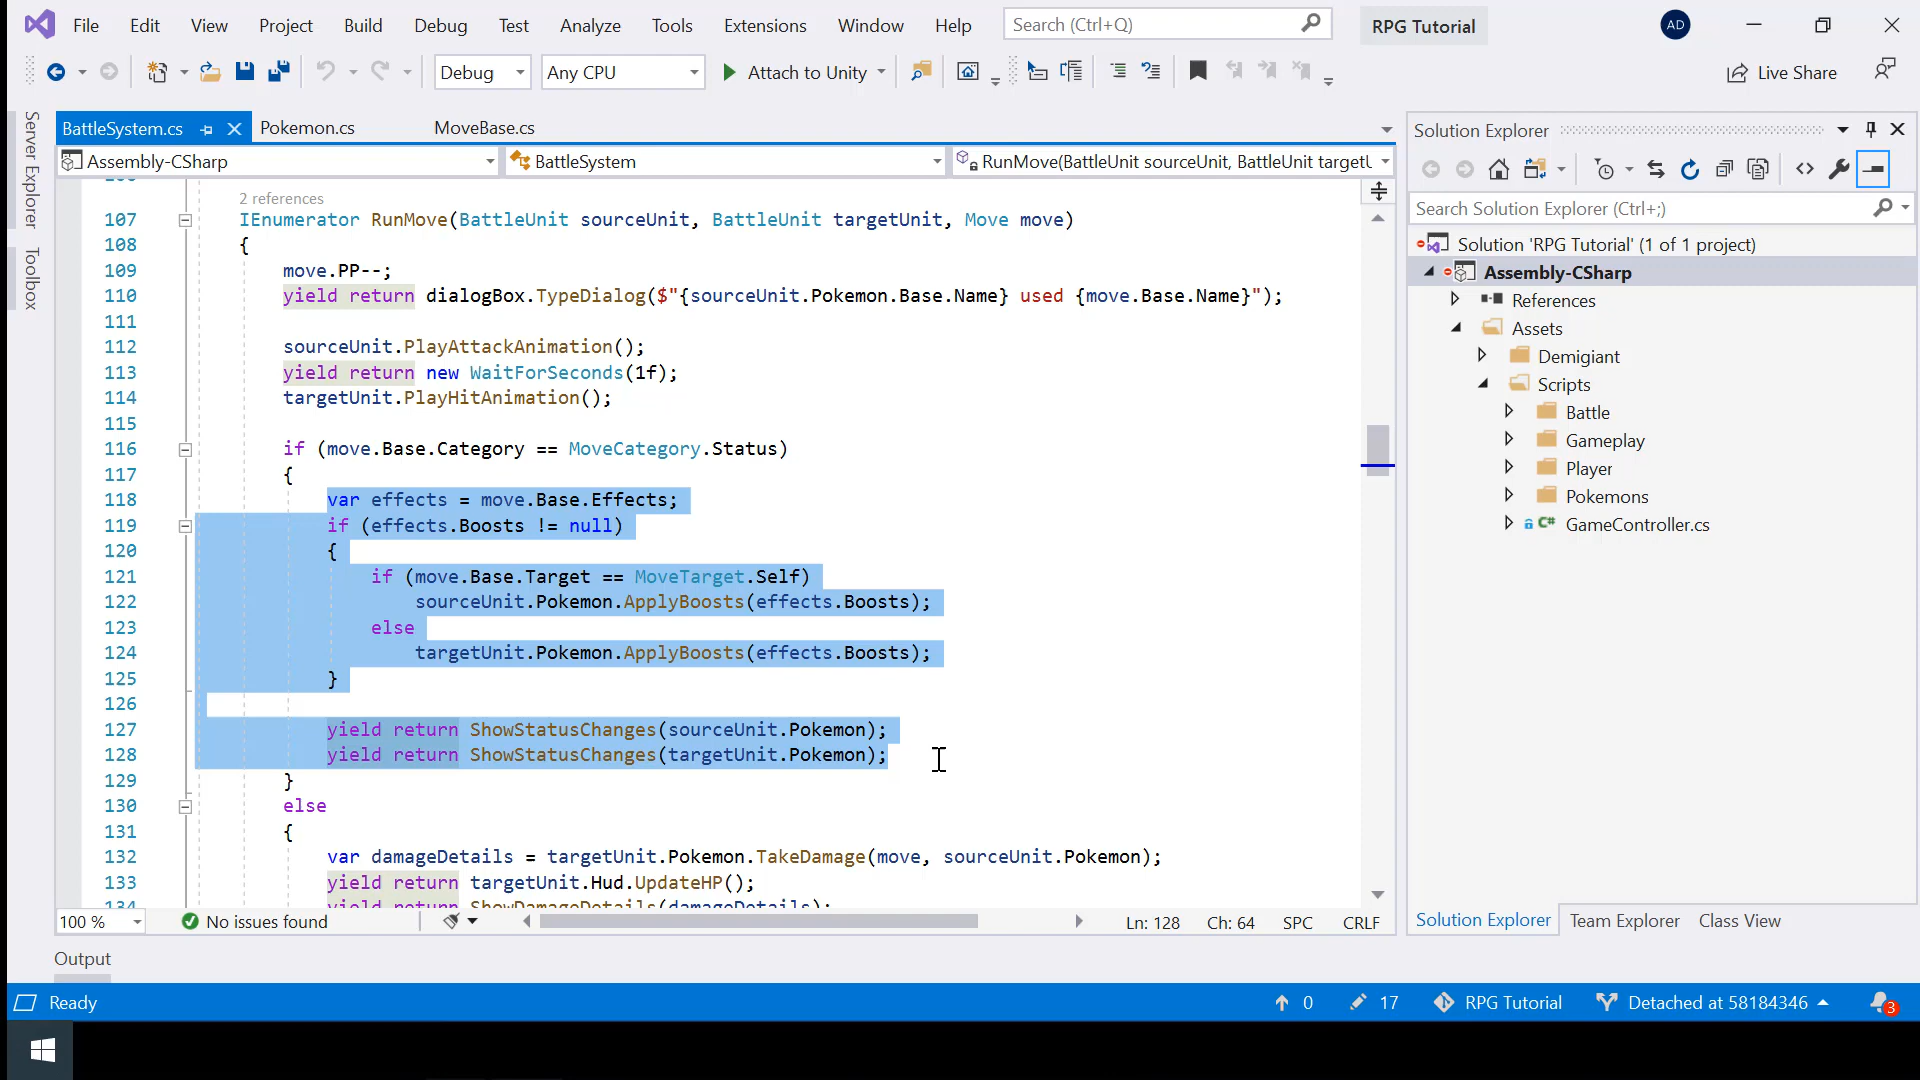 File Edit View Project Build Debug Test Analyze Tools Extensions Window Help Search (Ctrl+Q) RPG Tutorial AD
Debug Any CPU Attach to Unity Live Share
Server Explorer
Toolbox
BattleSystem.cs Pokemon.cs MoveBase.cs
Assembly-CSharp BattleSystem RunMove(BattleUnit sourceUnit, BattleUnit targetU
2 references
107 IEnumerator RunMove(BattleUnit sourceUnit, BattleUnit targetUnit, Move move)
108 {
109 move.PP--;
110 yield return dialogBox.TypeDialog($"{sourceUnit.Pokemon.Base.Name} used {move.Base.Name}");
111
112 sourceUnit.PlayAttackAnimation();
113 yield return new WaitForSeconds(1f);
114 targetUnit.PlayHitAnimation();
115
116 if (move.Base.Category == MoveCategory.Status)
117 {
118 var effects = move.Base.Effects;
119 if (effects.Boosts != null)
120 {
121 if (move.Base.Target == MoveTarget.Self)
122 sourceUnit.Pokemon.ApplyBoosts(effects.Boosts);
123 else
124 targetUnit.Pokemon.ApplyBoosts(effects.Boosts);
125 }
126
127 yield return ShowStatusChanges(sourceUnit.Pokemon);
128 yield return ShowStatusChanges(targetUnit.Pokemon);
129 }
130 else
131 {
132 var damageDetails = targetUnit.Pokemon.TakeDamage(move, sourceUnit.Pokemon);
133 yield return targetUnit.Hud.UpdateHP();
134 yield return ShowDamageDetails(damageDetails);
100 % No issues found Ln: 128 Ch: 64 SPC CRLF
Solution Explorer
Search Solution Explorer (Ctrl+;)
Solution 'RPG Tutorial' (1 of 1 project)
Assembly-CSharp
References
Assets
Demigiant
Scripts
Battle
Gameplay
Player
Pokemons
C# GameController.cs
Solution Explorer Team Explorer Class View
Output
Ready 0 17 RPG Tutorial Detached at 58184346 3